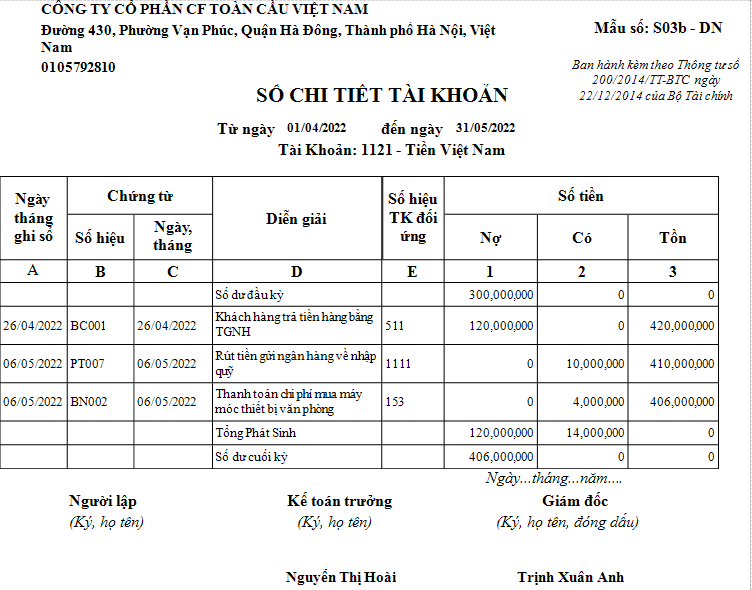 CÔNG TY CỔ PHẦN CF TOÀN CẦU VIỆT NAM
Đường 430, Phường Vạn Phúc, Quận Hà Đông, Thành phố Hà Nội, Việt
Nam
0105792810
Mẫu số: S03b - DN
Ban hành kèm theo Thông tư số
200/2014/TT-BTC ngày
22/12/2014 của Bộ Tài chính
SỔ CHI TIẾT TÀI KHOẢN
Từ ngày 01/04/2022 đến ngày 31/05/2022
Tài Khoản: 1121 - Tiền Việt Nam
Ngày
tháng
ghi sổ
Chứng từ
Số hiệu
Ngày,
tháng
Diễn giải
Số hiệu
TK đối
ứng
Số tiền
Nợ
Có
Tồn
A B C D E 1 2 3
Số dư đầu kỳ 300,000,000 0 0
26/04/2022 BC001 26/04/2022 Khách hàng trả tiền hàng bằng
TGNH 511 120,000,000 0 420,000,000
06/05/2022 PT007 06/05/2022 Rút tiền gửi ngân hàng về nhập
quỹ 1111 0 10,000,000 410,000,000
06/05/2022 BN002 06/05/2022 Thanh toán chi phí mua máy
móc thiết bị văn phòng 153 0 4,000,000 406,000,000
Tổng Phát Sinh 120,000,000 14,000,000 0
Số dư cuối kỳ 406,000,000 0 0
Ngày...tháng...năm....
Người lập Kế toán trưởng Giám đốc
(Ký, họ tên) (Ký, họ tên) (Ký, họ tên, đóng dấu)
Nguyễn Thị Hoài Trịnh Xuân Anh